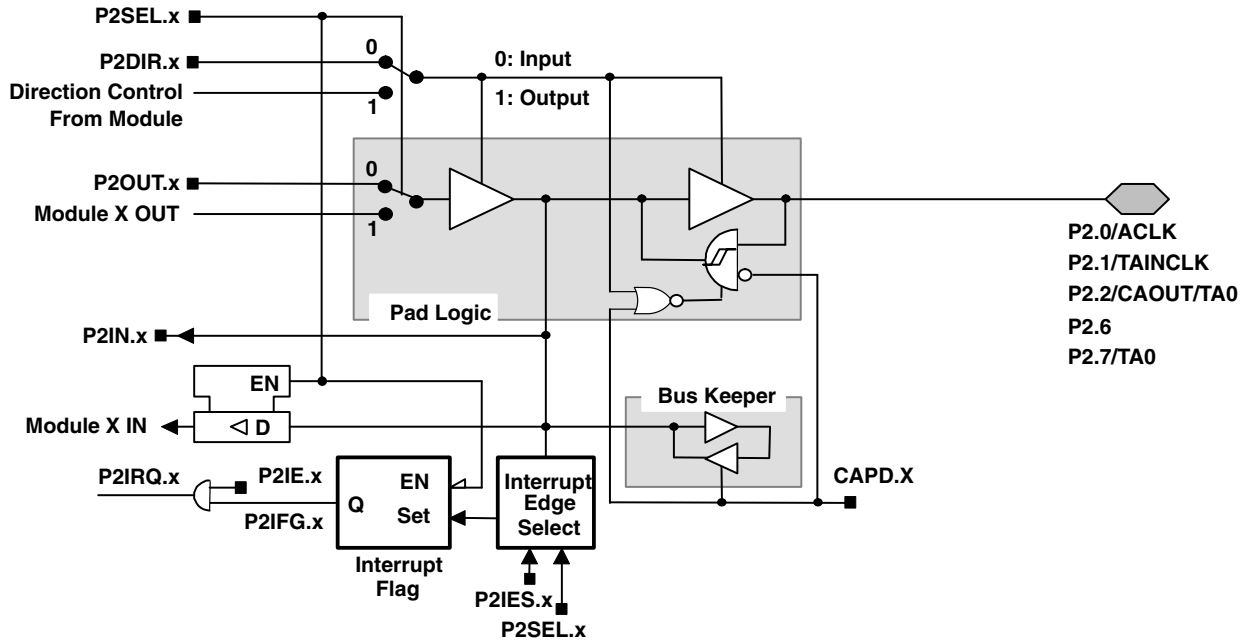 P2SEL.x
P2DIR.x
0
0: Input
Direction Control
From Module
1
1: Output
P2OUT.x
0
Module X OUT
1
Pad Logic
P2.0/ACLK
P2.1/TAINCLK
P2.2/CAOUT/TA0
P2.6
P2.7/TA0
P2IN.x
EN
Module X IN
D
Bus Keeper
CAPD.X
P2IRQ.x
P2IE.x
P2IFG.x
Q
EN
Set
Interrupt
Edge
Select
Interrupt
Flag
P2IES.x
P2SEL.x